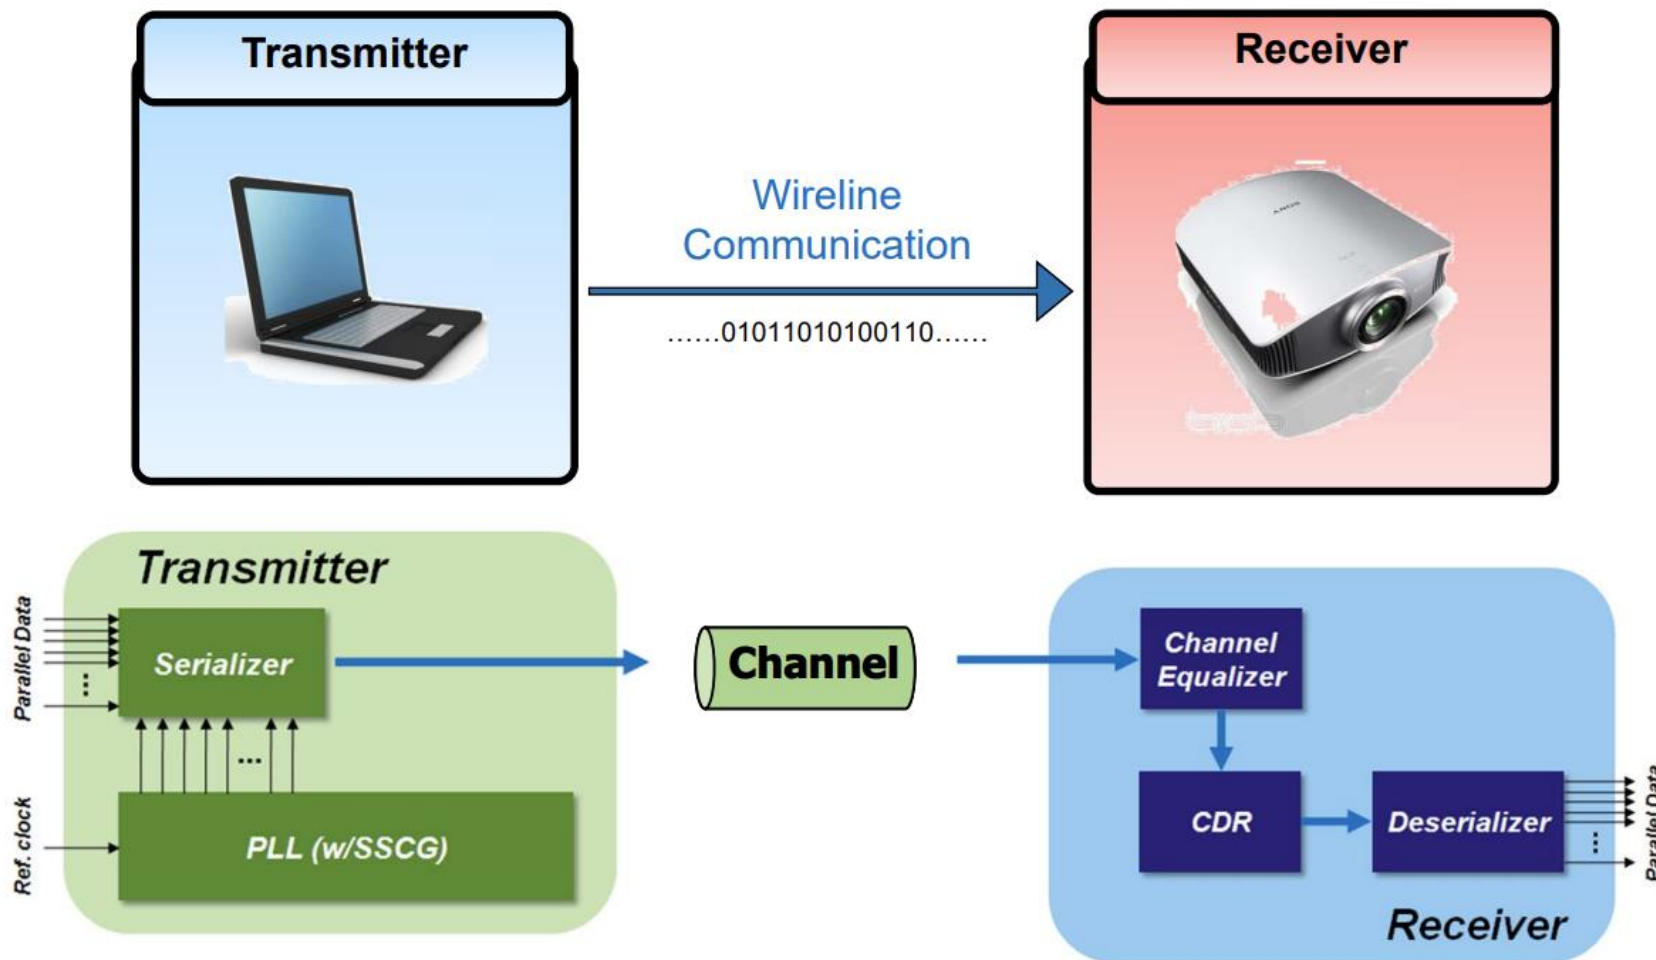 Transmitter
Receiver
Wireline
Communication
......01011010100110......
SONY
Transmitter
Parallel Data
Serializer
...
...
Ref. clock
PLL (w/SSCG)
Channel
Channel
Equalizer
CDR
Deserializer
...
Parallel Data
Receiver